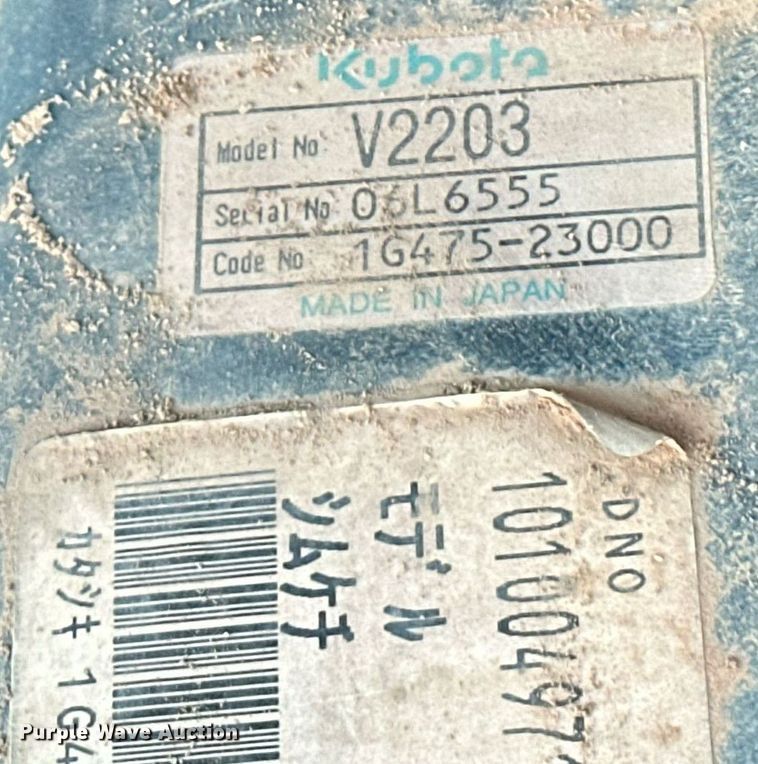 Kubota
Model No V2203
Serial No 06L6555
Code No 1G475-23000
MADE IN JAPAN
DNO
10100497
モデル
シムケチ
カタシキ 1G4
Purple Wave Auction